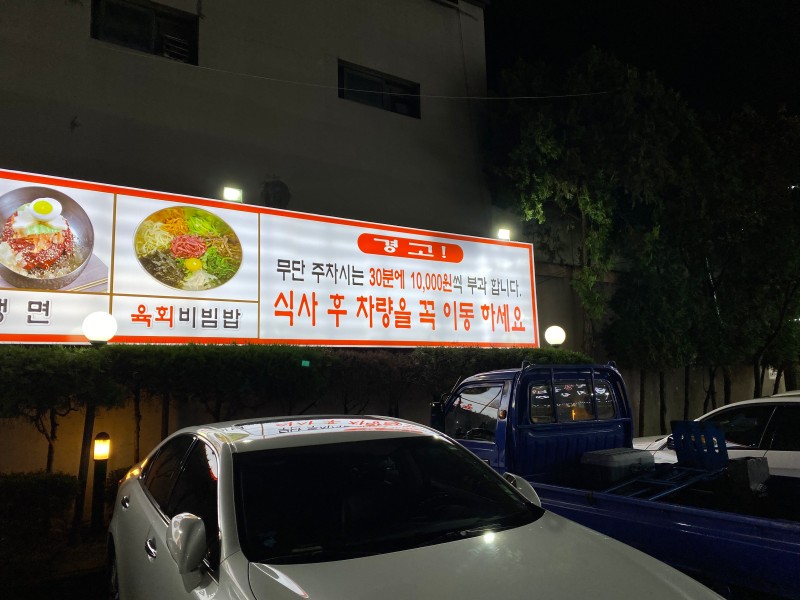 경고!
무단 주차시는 30분에 10,000원씩 부과 합니다.
식사 후 차량을 꼭 이동 하세요
면
육회비빔밥